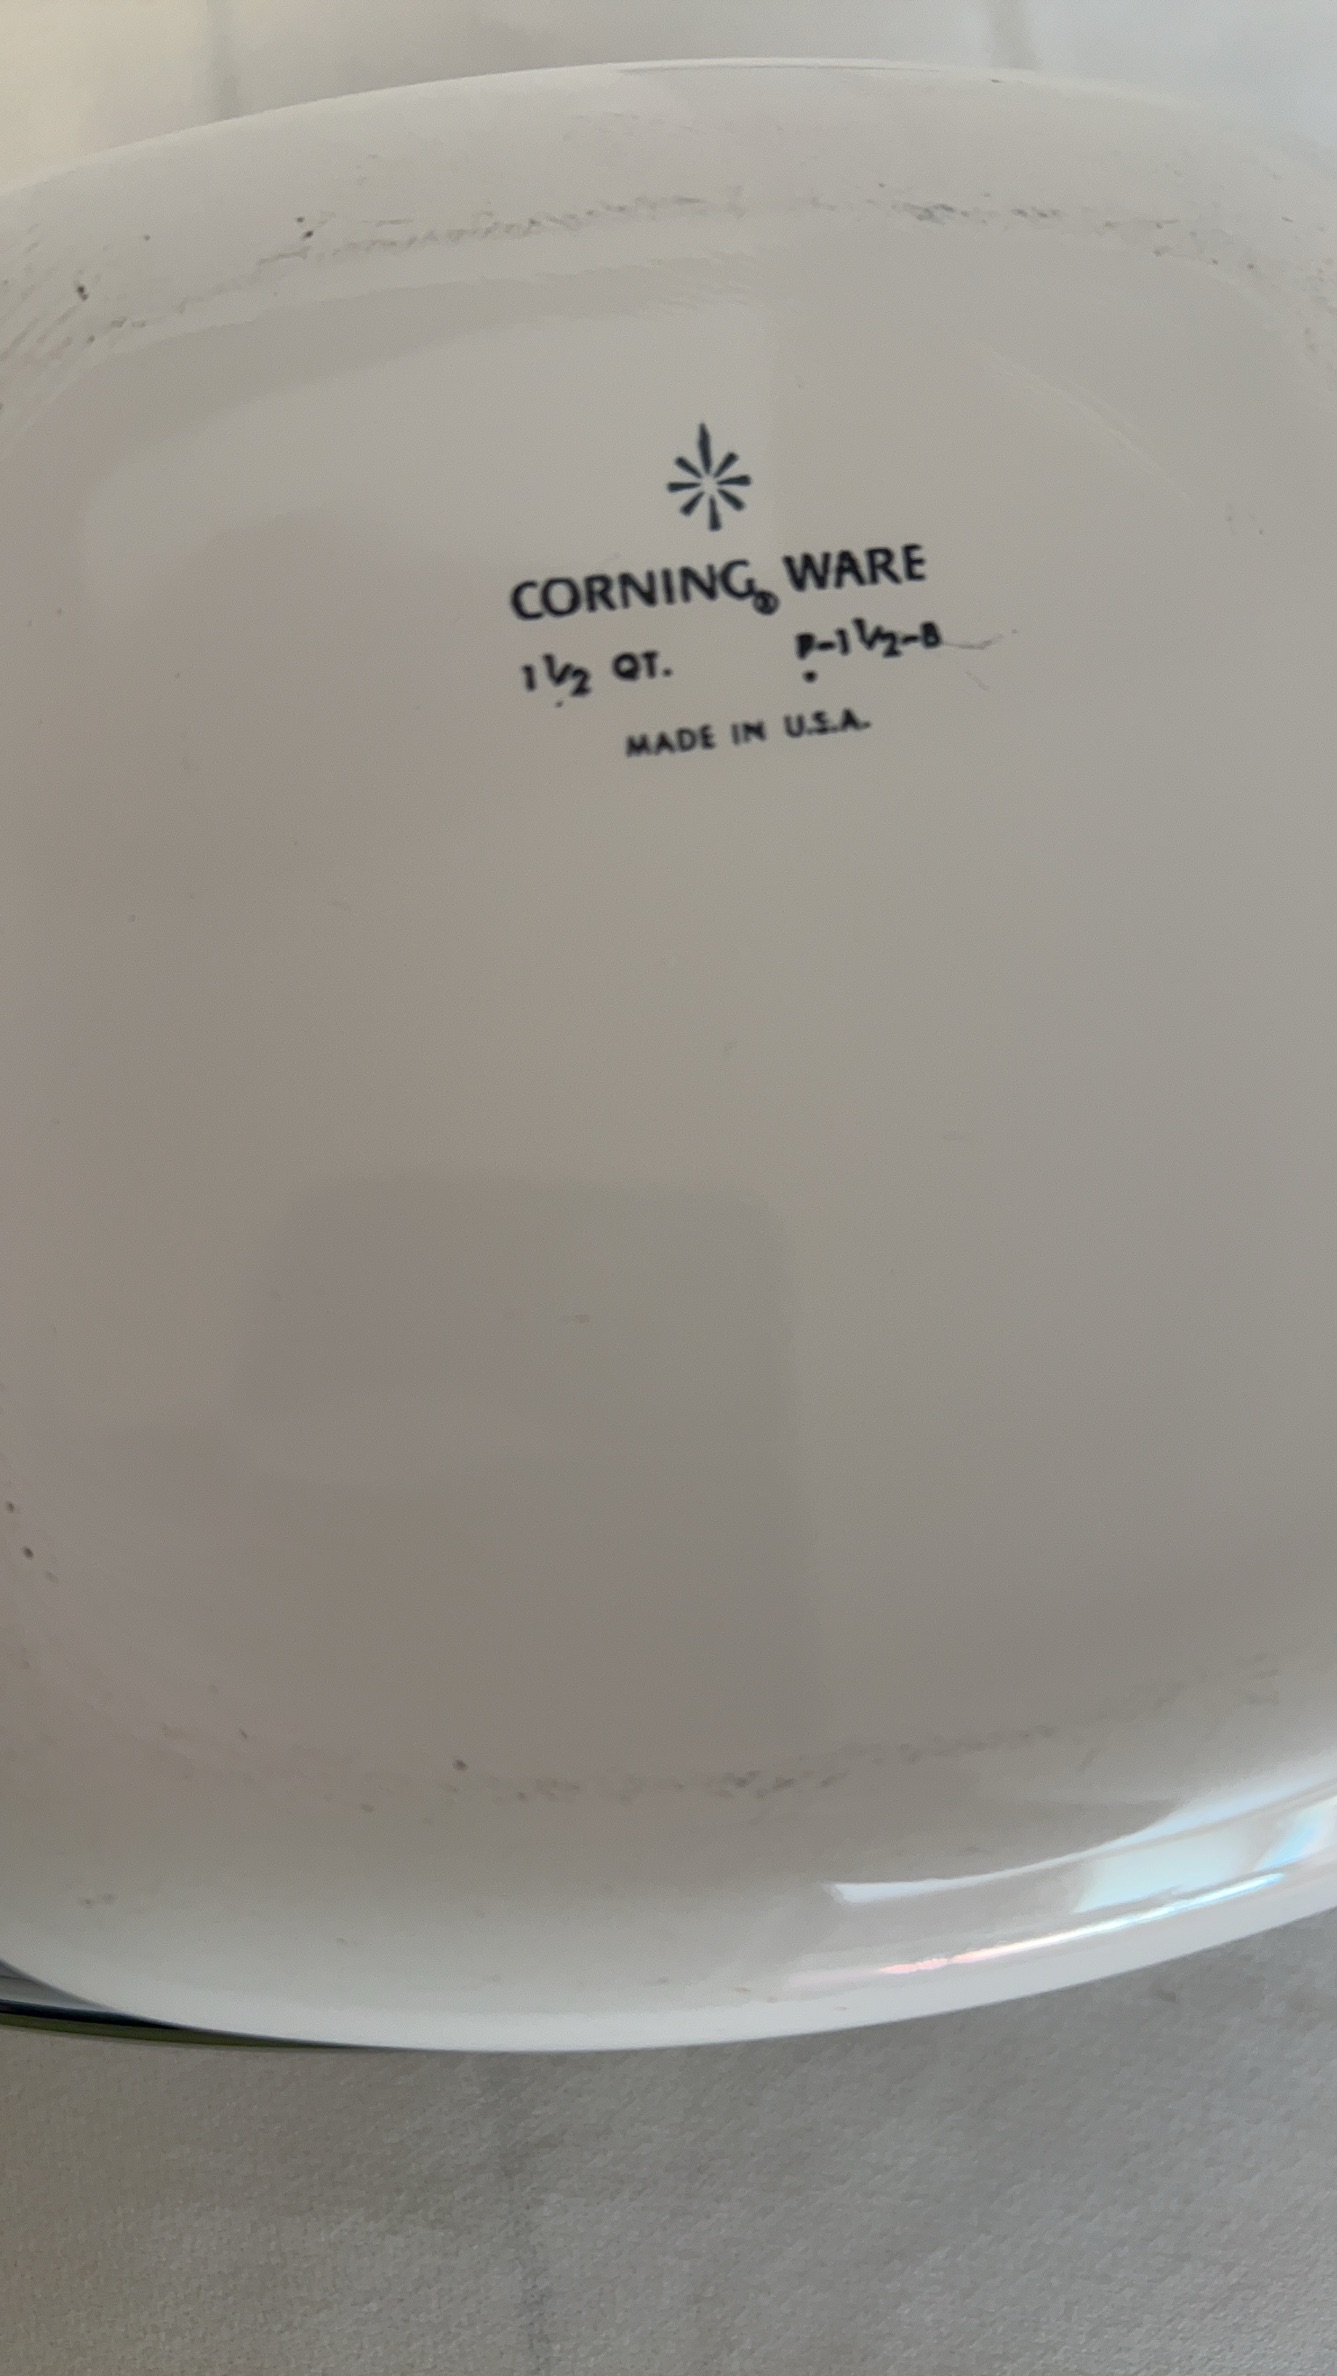 CORNING® WARE
1½ QT. P-1½-B
MADE IN U.S.A.